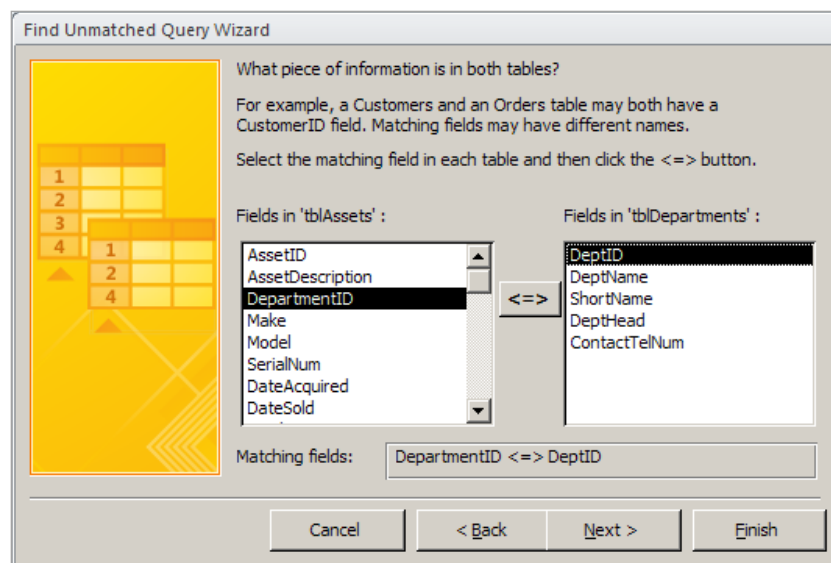 Find Unmatched Query Wizard
What piece of information is in both tables?
For example, a Customers and an Orders table may both have a
CustomerID field. Matching fields may have different names.
Select the matching field in each table and then click the <=> button.
1
2
3
4
1
2
4
Fields in 'tblAssets' :
AssetID
AssetDescription
DepartmentID
Make
Model
SerialNum
DateAcquired
DateSold
<=>
Fields in 'tblDepartments' :
DeptID
DeptName
ShortName
DeptHead
ContactTelNum
Matching fields: DepartmentID <=> DeptID
Cancel < Back Next > Finish